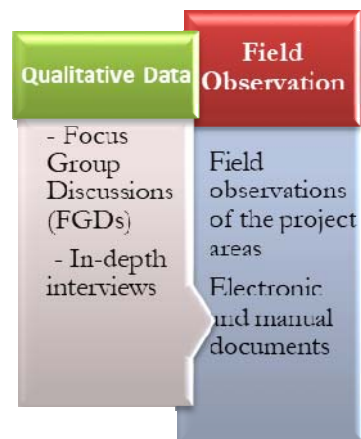 Qualitative Data
- Focus
Group
Discussions
(FGDs)
- In-depth
interviews
Field
Observation
Field
observations
of the project
areas
Electronic
and manual
documents